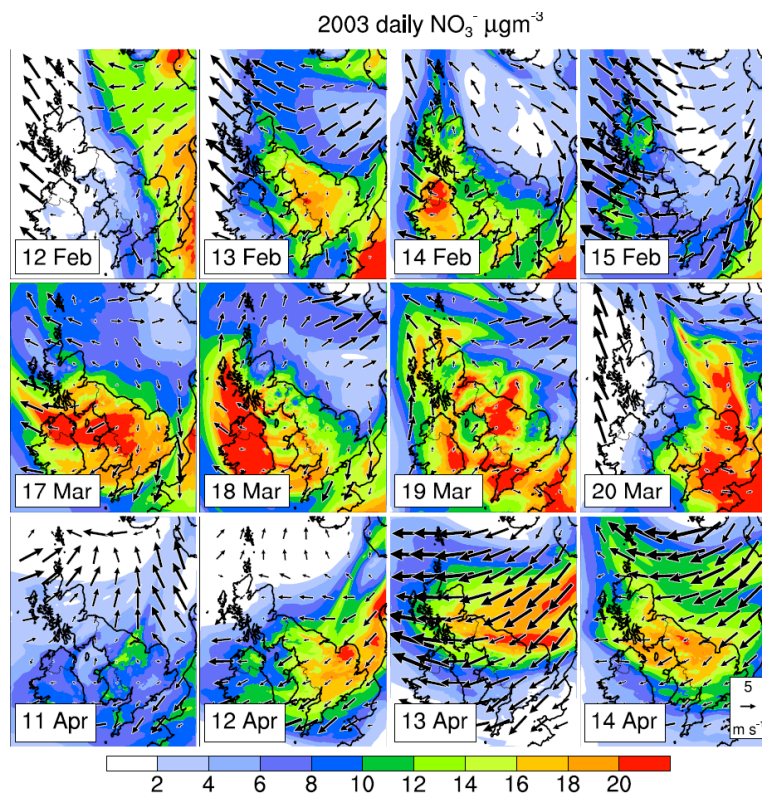 2003 daily NO₃⁻ μgm⁻³
12 Feb 13 Feb 14 Feb 15 Feb
17 Mar 18 Mar 19 Mar 20 Mar
11 Apr 12 Apr 13 Apr 14 Apr
5
m s⁻¹
2 4 6 8 10 12 14 16 18 20